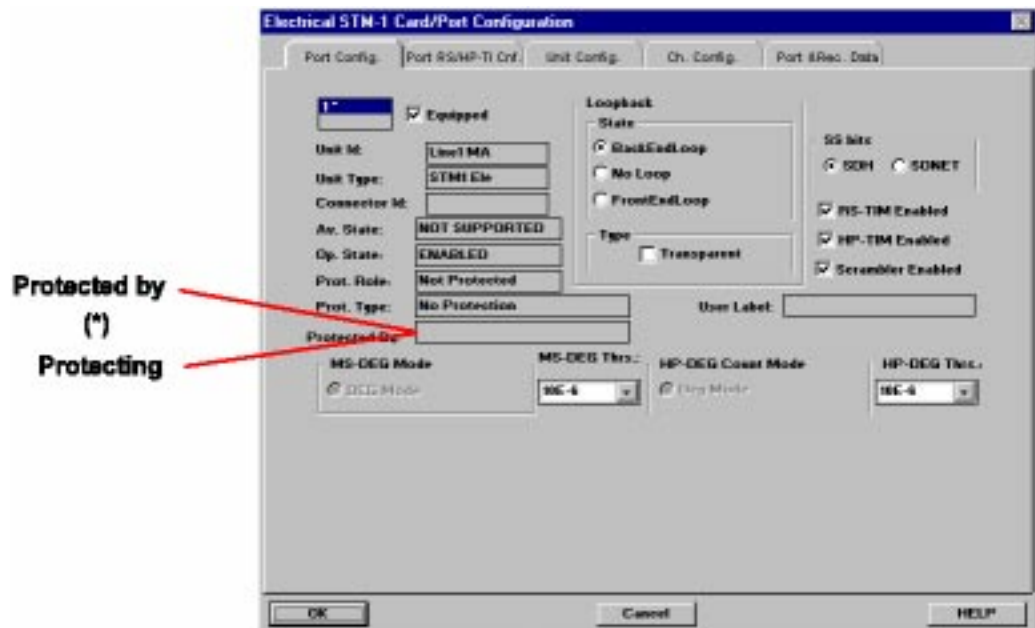 Electrical STM-1 Card/Port Configuration
Port Config. Port RS/HP-TI Cnf. Unit Config. Ch. Config. Port &Rec. Data
1 *
Equipped
Unit Id: Line1 MA
Unit Type: STM1 Ele
Connector Id:
Av. State: NOT SUPPORTED
Op. State: ENABLED
Prot. Role: Not Protected
Prot. Type: No Protection
Protected By:
Loopback
State
BackEndLoop
No Loop
FrontEndLoop
Type
Transparent
SS bits
SDH SONET
RS-TIM Enabled
HP-TIM Enabled
Scrambler Enabled
User Label:
Protected by
(*)
Protecting
MS-DEG Mode
DEG Mode
MS-DEG Thrs.:
10E-6
HP-DEG Count Mode
Deg Mode
HP-DEG Thrs.:
10E-6
OK Cancel HELP